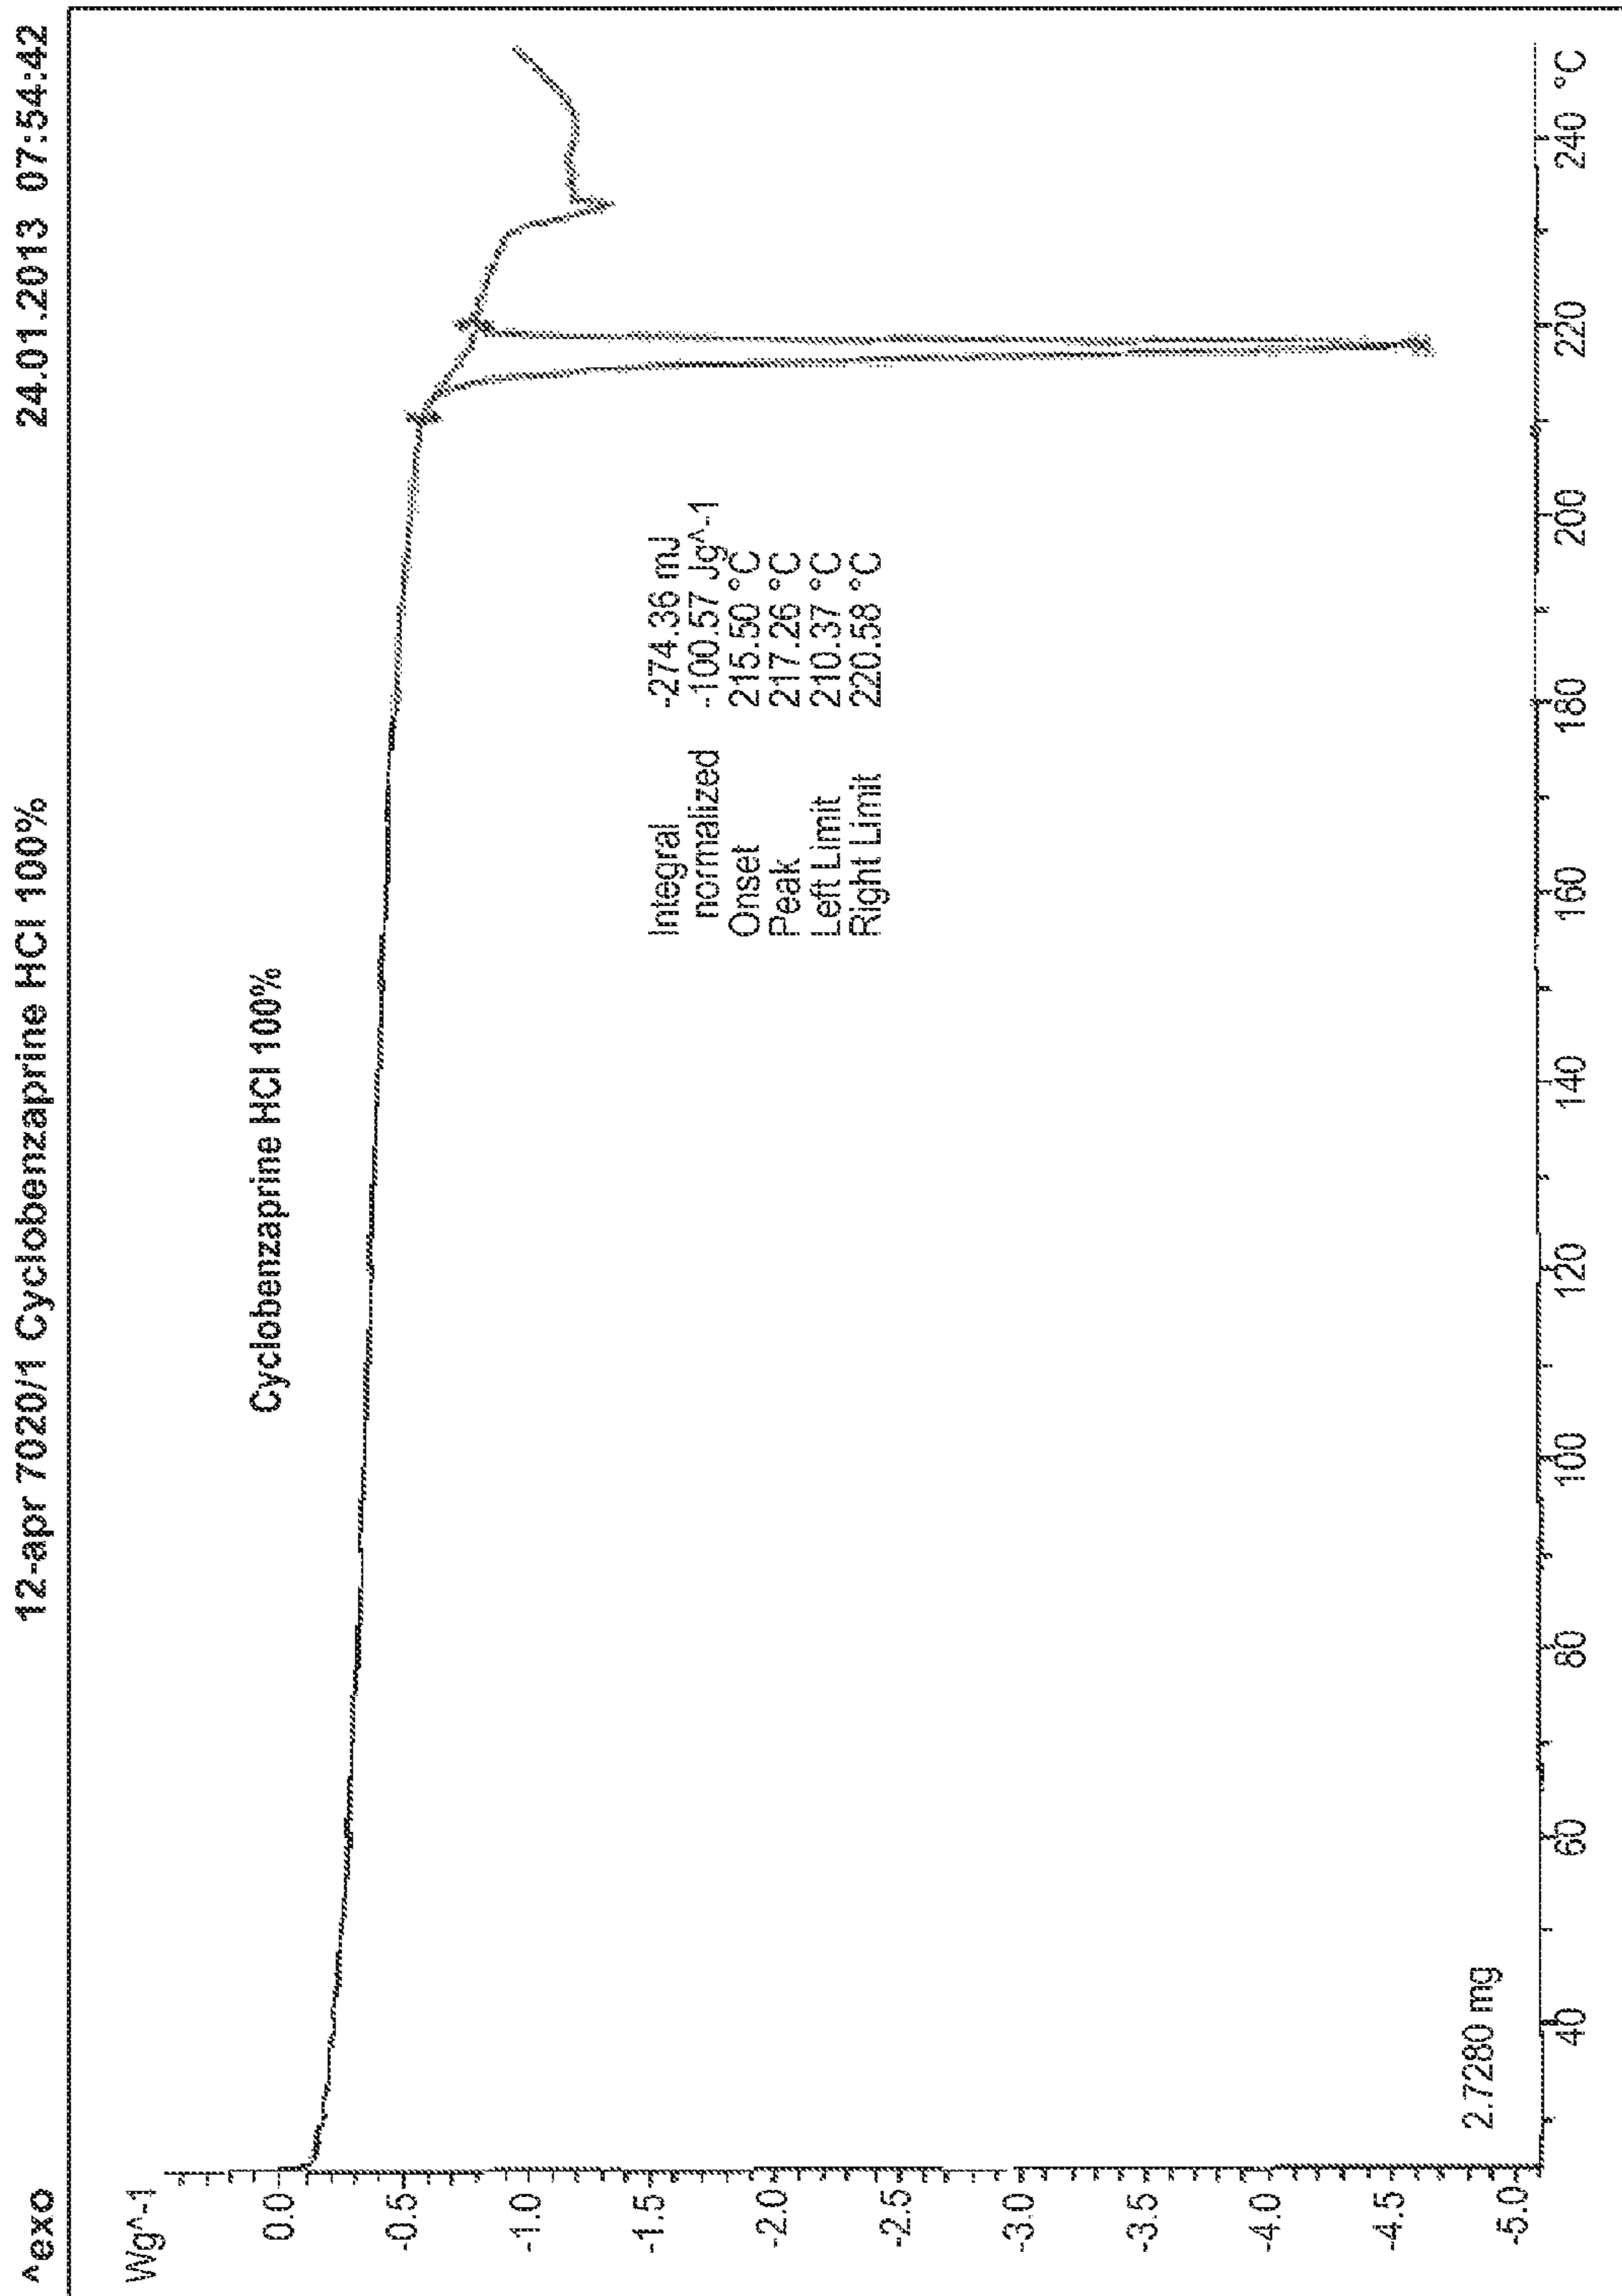 ^exo
12-apr 7020/1 Cyclobenzaprine HCl 100%
24.01.2013 07:54:42
Wg^-1
0.0
-0.5
-1.0
-1.5
-2.0
-2.5
-3.0
-3.5
-4.0
-4.5
-5.0
Cyclobenzaprine HCl 100%
Integral -274.36 mJ
normalized -100.57 Jg^-1
Onset 215.50 °C
Peak 217.26 °C
Left Limit 210.37 °C
Right Limit 220.58 °C
2.7280 mg
40 60 80 100 120 140 160 180 200 220 240 °C